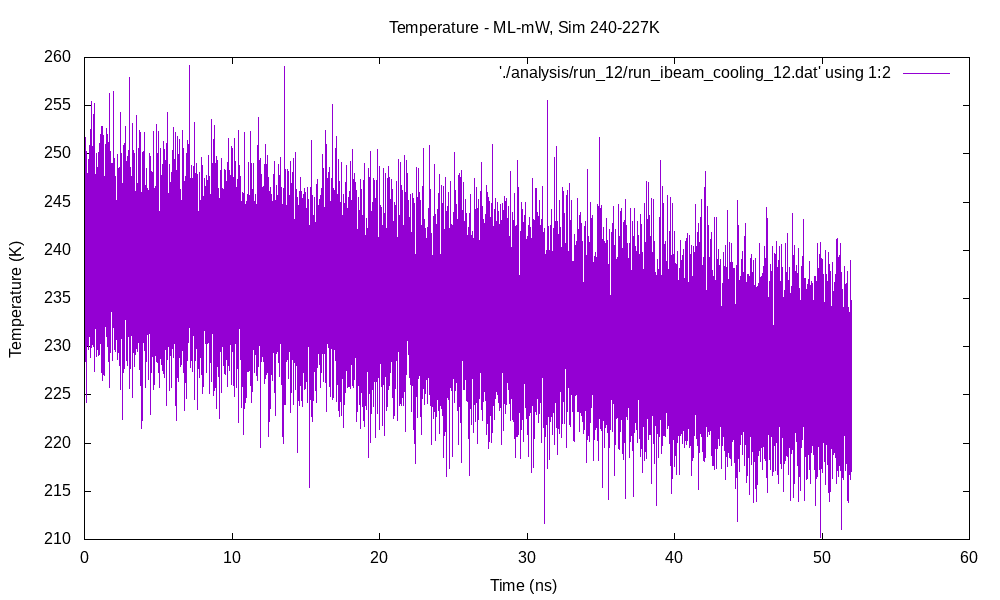 Temperature - ML-mW, Sim 240-227K
'./analysis/run_12/run_ibeam_cooling_12.dat' using 1:2
260
255
250
245
240
235
230
225
220
215
210
Temperature (K)
0 10 20 30 40 50 60
Time (ns)